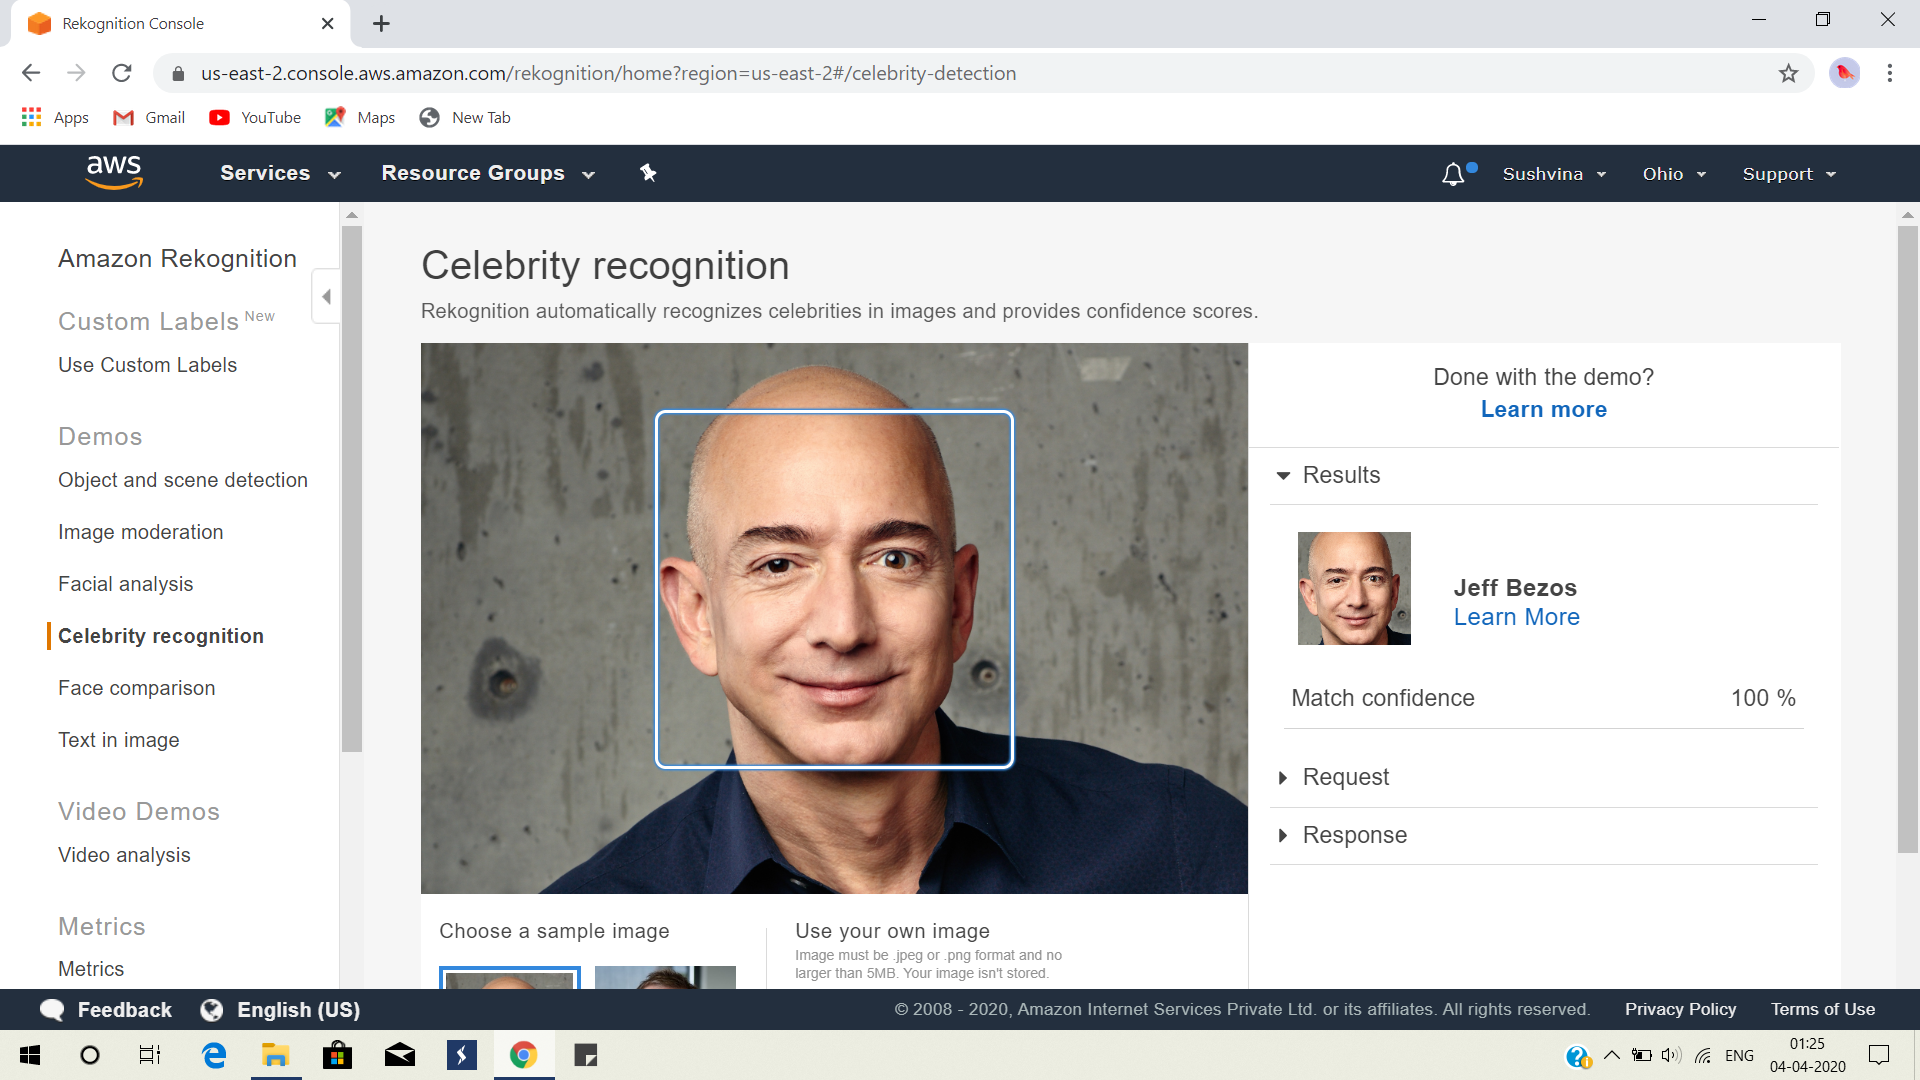 Rekognition Console
us-east-2.console.aws.amazon.com/rekognition/home?region=us-east-2#/celebrity-detection
Apps Gmail YouTube Maps New Tab
aws Services Resource Groups Sushvina Ohio Support
Amazon Rekognition
Custom Labels New
Use Custom Labels
Demos
Object and scene detection
Image moderation
Facial analysis
Celebrity recognition
Face comparison
Text in image
Video Demos
Video analysis
Metrics
Metrics
Celebrity recognition
Rekognition automatically recognizes celebrities in images and provides confidence scores.
Choose a sample image
Use your own image
Image must be .jpeg or .png format and no
larger than 5MB. Your image isn't stored.
Done with the demo?
Learn more
Results
Jeff Bezos
Learn More
Match confidence 100 %
Request
Response
Feedback English (US) © 2008 - 2020, Amazon Internet Services Private Ltd. or its affiliates. All rights reserved. Privacy Policy Terms of Use
ENG
01:25
04-04-2020